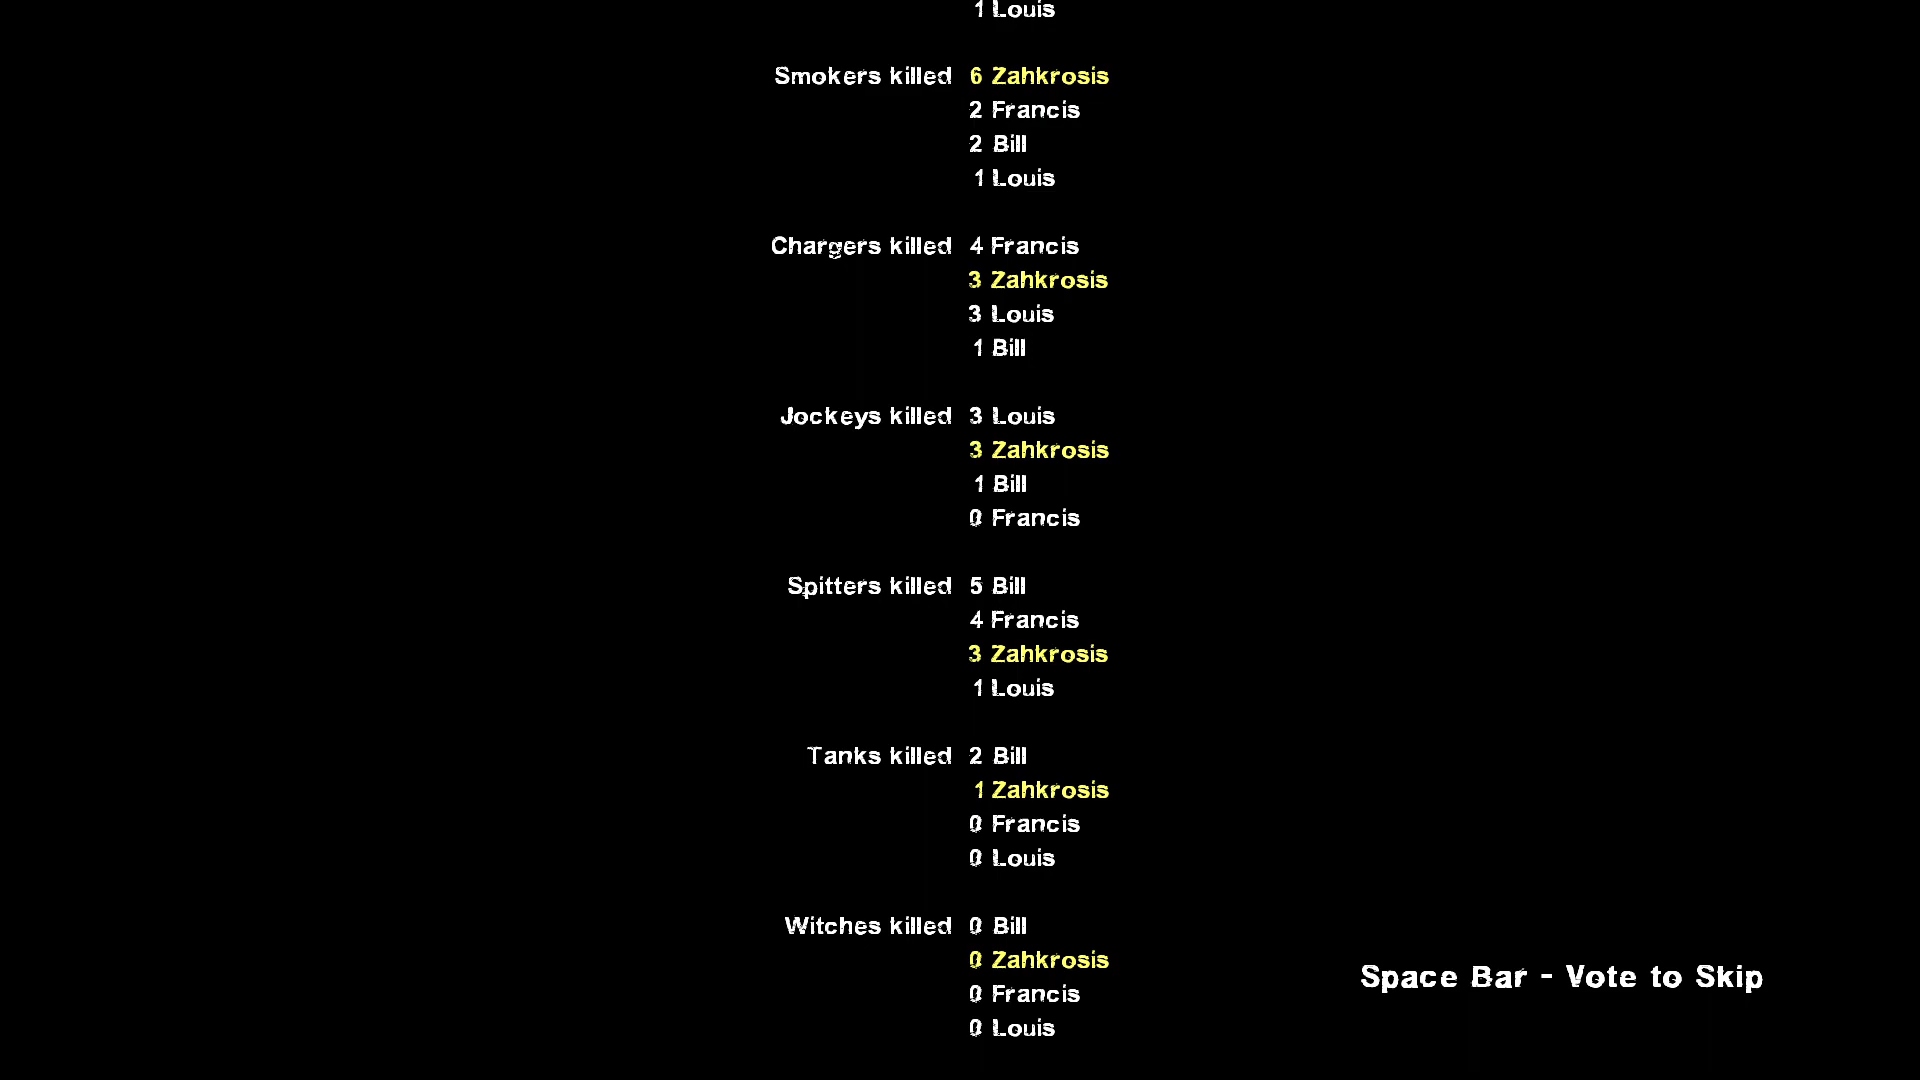 1 Louis
Smokers killed 6 Zahkrosis
2 Francis
2 Bill
1 Louis
Chargers killed 4 Francis
3 Zahkrosis
3 Louis
1 Bill
Jockeys killed 3 Louis
3 Zahkrosis
1 Bill
0 Francis
Spitters killed 5 Bill
4 Francis
3 Zahkrosis
1 Louis
Tanks killed 2 Bill
1 Zahkrosis
0 Francis
0 Louis
Witches killed 0 Bill
0 Zahkrosis
Space Bar - Vote to Skip
0 Francis
0 Louis